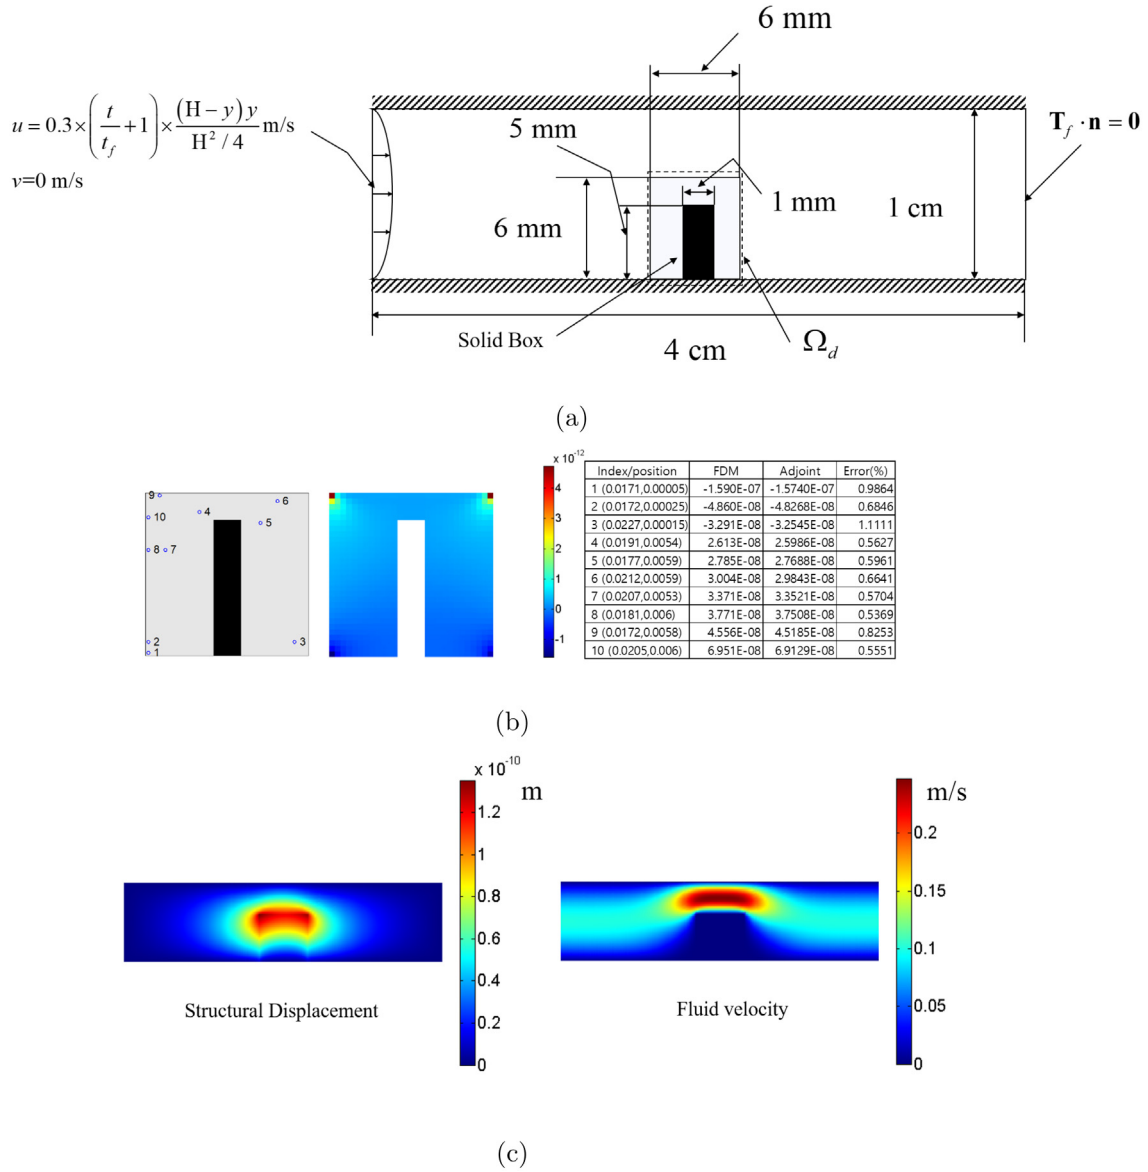 6 mm
u = 0.3 × (t/t_f + 1) × (H − y) y / (H² / 4) m/s
v=0 m/s
5 mm
T_f · n = 0
1 mm
1 cm
6 mm
Solid Box
4 cm
Ω_d
(a)
9
10
8
7
4
6
5
2
1
3
x 10^-12
4
3
2
1
0
-1
Index/position FDM Adjoint Error(%)
1 (0.0171,0.00005) -1.590E-07 -1.5740E-07 0.9864
2 (0.0172,0.00025) -4.860E-08 -4.8268E-08 0.6846
3 (0.0227,0.00015) -3.291E-08 -3.2545E-08 1.1111
4 (0.0191,0.0054) 2.613E-08 2.5986E-08 0.5627
5 (0.0177,0.0059) 2.785E-08 2.7688E-08 0.5961
6 (0.0212,0.0059) 3.004E-08 2.9843E-08 0.6641
7 (0.0207,0.0053) 3.371E-08 3.3521E-08 0.5704
8 (0.0181,0.006) 3.771E-08 3.7508E-08 0.5369
9 (0.0172,0.0058) 4.556E-08 4.5185E-08 0.8253
10 (0.0205,0.006) 6.951E-08 6.9129E-08 0.5551
(b)
x 10^-10
m
1.2
1
0.8
0.6
0.4
0.2
0
Structural Displacement
m/s
0.2
0.15
0.1
0.05
0
Fluid velocity
(c)